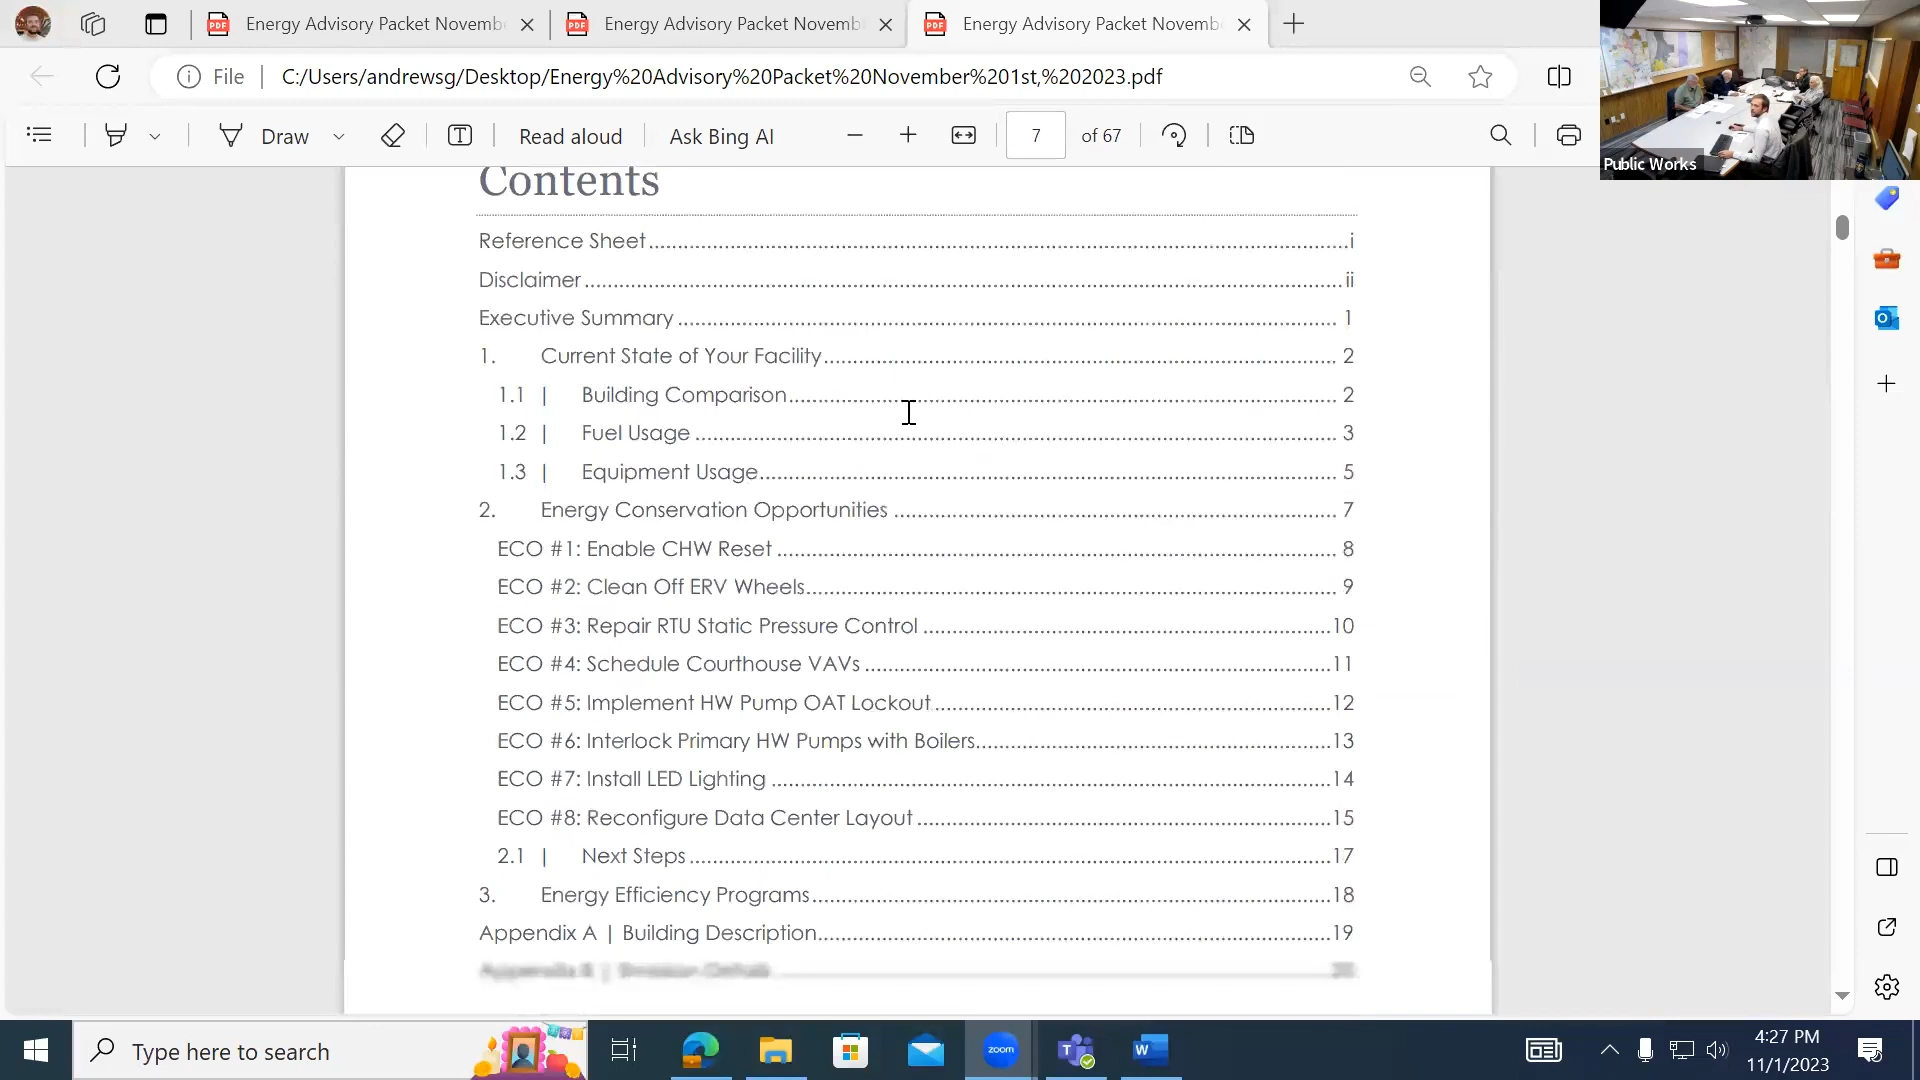 Energy Advisory Packet Novemb
Energy Advisory Packet Novemb
Energy Advisory Packet Novembe
File
C:/Users/andrewsg/Desktop/Energy%20Advisory%20Packet%20November%201st,%202023.pdf
Draw
Read aloud
Ask Bing AI
7
of 67
Public Works
Contents
Reference Sheet i
Disclaimer ii
Executive Summary 1
1. Current State of Your Facility 2
1.1 | Building Comparison 2
1.2 | Fuel Usage 3
1.3 | Equipment Usage 5
2. Energy Conservation Opportunities 7
ECO #1: Enable CHW Reset 8
ECO #2: Clean Off ERV Wheels 9
ECO #3: Repair RTU Static Pressure Control 10
ECO #4: Schedule Courthouse VAVs 11
ECO #5: Implement HW Pump OAT Lockout 12
ECO #6: Interlock Primary HW Pumps with Boilers 13
ECO #7: Install LED Lighting 14
ECO #8: Reconfigure Data Center Layout 15
2.1 | Next Steps 17
3. Energy Efficiency Programs 18
Appendix A | Building Description 19
Type here to search
zoom
4:27 PM
11/1/2023